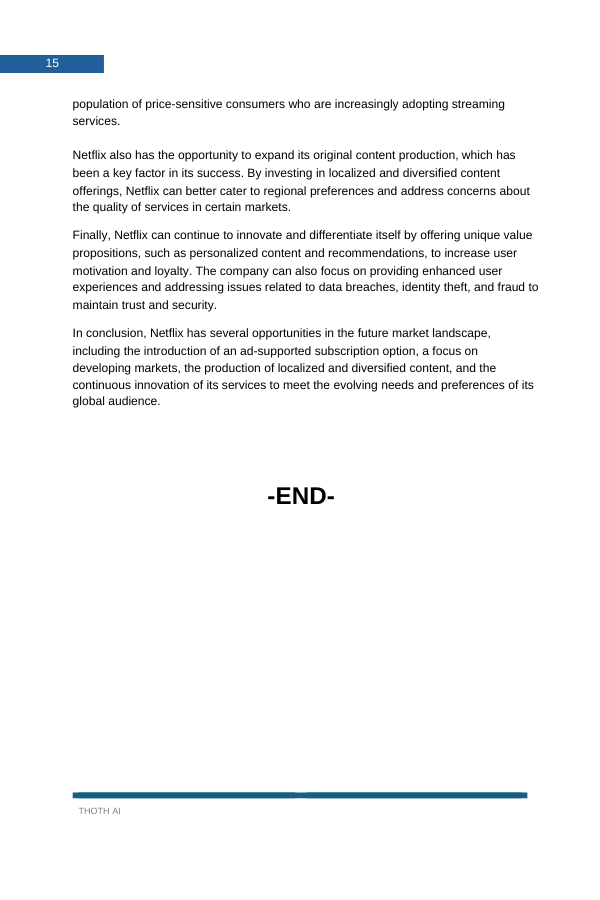 15
population of price-sensitive consumers who are increasingly adopting streaming
services.
Netflix also has the opportunity to expand its original content production, which has
been a key factor in its success. By investing in localized and diversified content
offerings, Netflix can better cater to regional preferences and address concerns about
the quality of services in certain markets.
Finally, Netflix can continue to innovate and differentiate itself by offering unique value
propositions, such as personalized content and recommendations, to increase user
motivation and loyalty. The company can also focus on providing enhanced user
experiences and addressing issues related to data breaches, identity theft, and fraud to
maintain trust and security.
In conclusion, Netflix has several opportunities in the future market landscape,
including the introduction of an ad-supported subscription option, a focus on
developing markets, the production of localized and diversified content, and the
continuous innovation of its services to meet the evolving needs and preferences of its
global audience.
-END-
THOTH AI